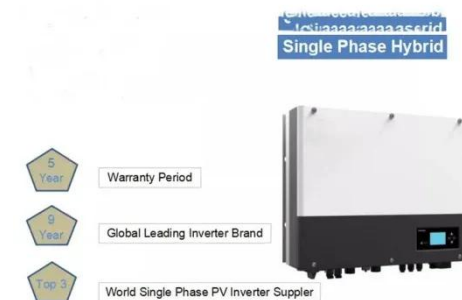 Single Phase Hybrid
5
Year
Warranty Period
9
Year
Global Leading Inverter Brand
Top 3
World Single Phase PV Inverter Suppler